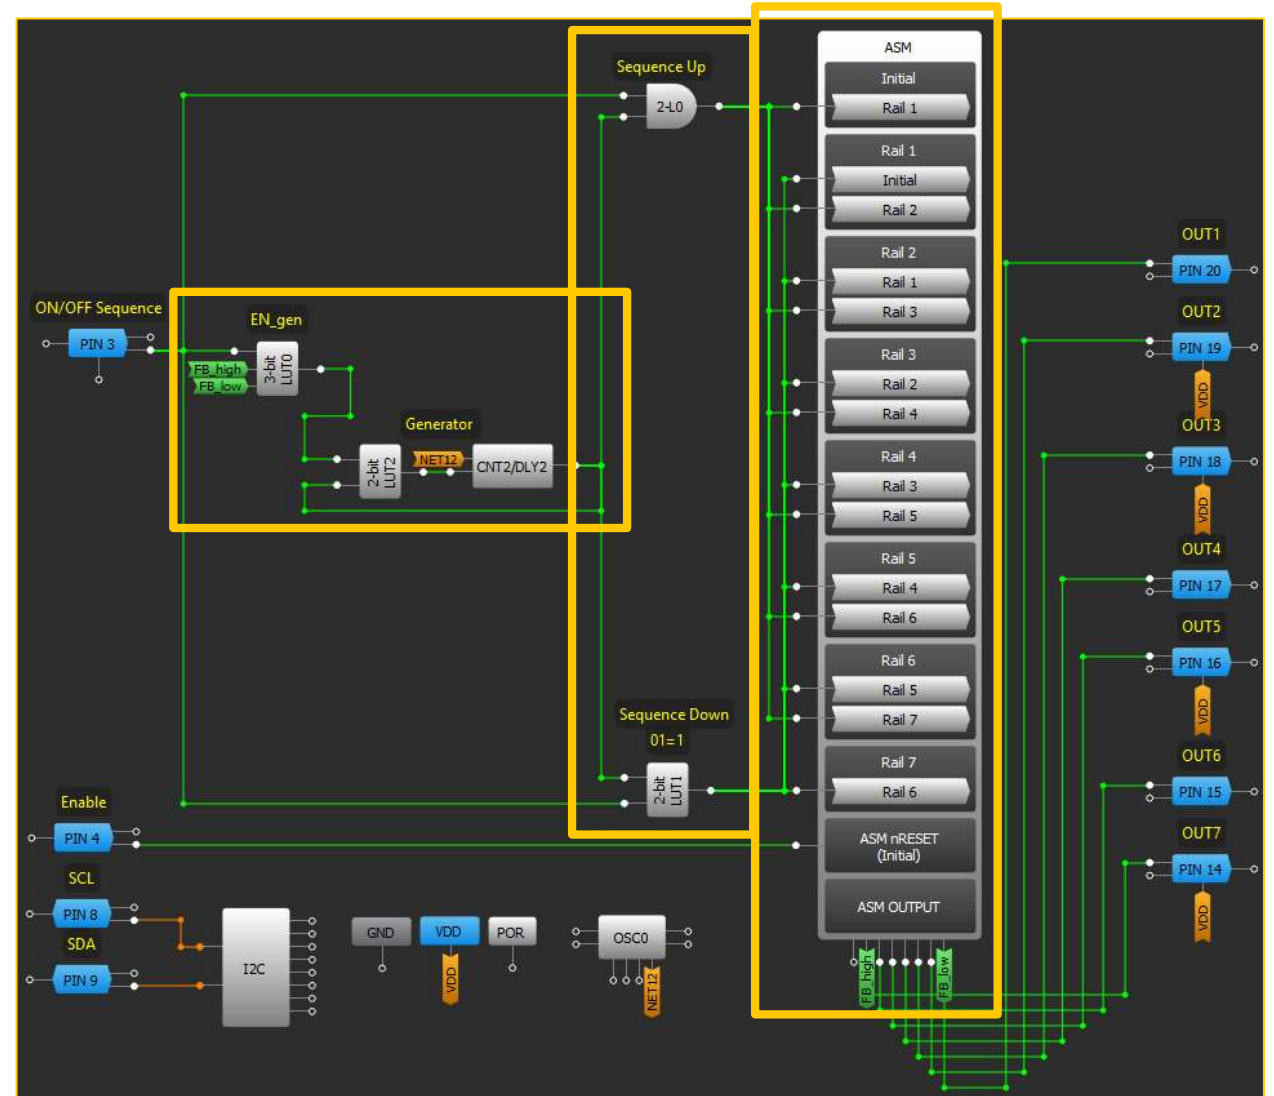 Sequence Up
2-L0
ASM
Initial
Rail 1
Rail 1
Initial
Rail 2
Rail 2
Rail 1
Rail 3
Rail 3
Rail 2
Rail 4
Rail 4
Rail 3
Rail 5
Rail 5
Rail 4
Rail 6
Rail 6
Rail 5
Rail 7
Rail 7
Rail 6
ASM nRESET
(Initial)
ASM OUTPUT
FB_high
FB_low
ON/OFF Sequence
PIN 3
EN_gen
FB_high
FB_low
3-bit
LUT0
Generator
2-bit
LUT2
NET12
CNT2/DLY2
Sequence Down
01=1
2-bit
LUT1
Enable
PIN 4
SCL
PIN 8
SDA
PIN 9
I2C
GND
VDD
VDD
POR
OSC0
NET12
OUT1
PIN 20
OUT2
PIN 19
VDD
OUT3
PIN 18
VDD
OUT4
PIN 17
OUT5
PIN 16
VDD
OUT6
PIN 15
OUT7
PIN 14
VDD